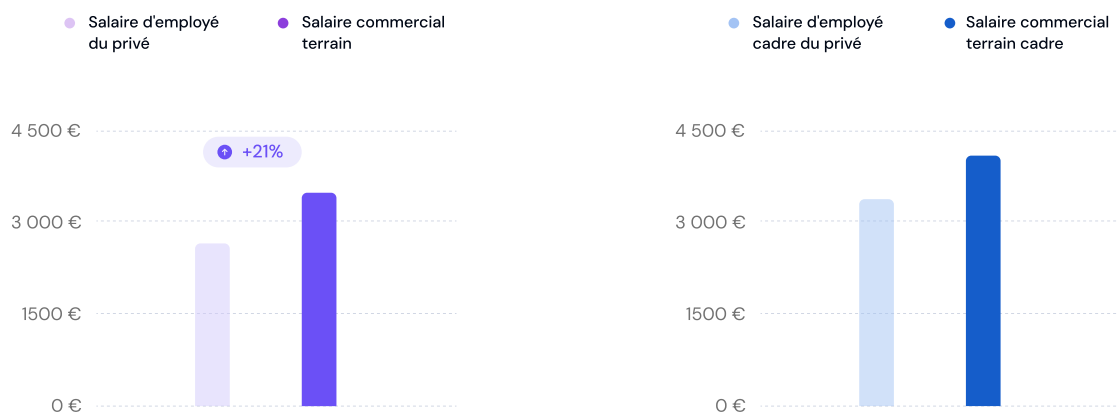 Salaire d'employé
du privé
Salaire commercial
terrain
4 500 €
+21%
3 000 €
1500 €
0 €
Salaire d'employé
cadre du privé
Salaire commercial
terrain cadre
4 500 €
3 000 €
1500 €
0 €